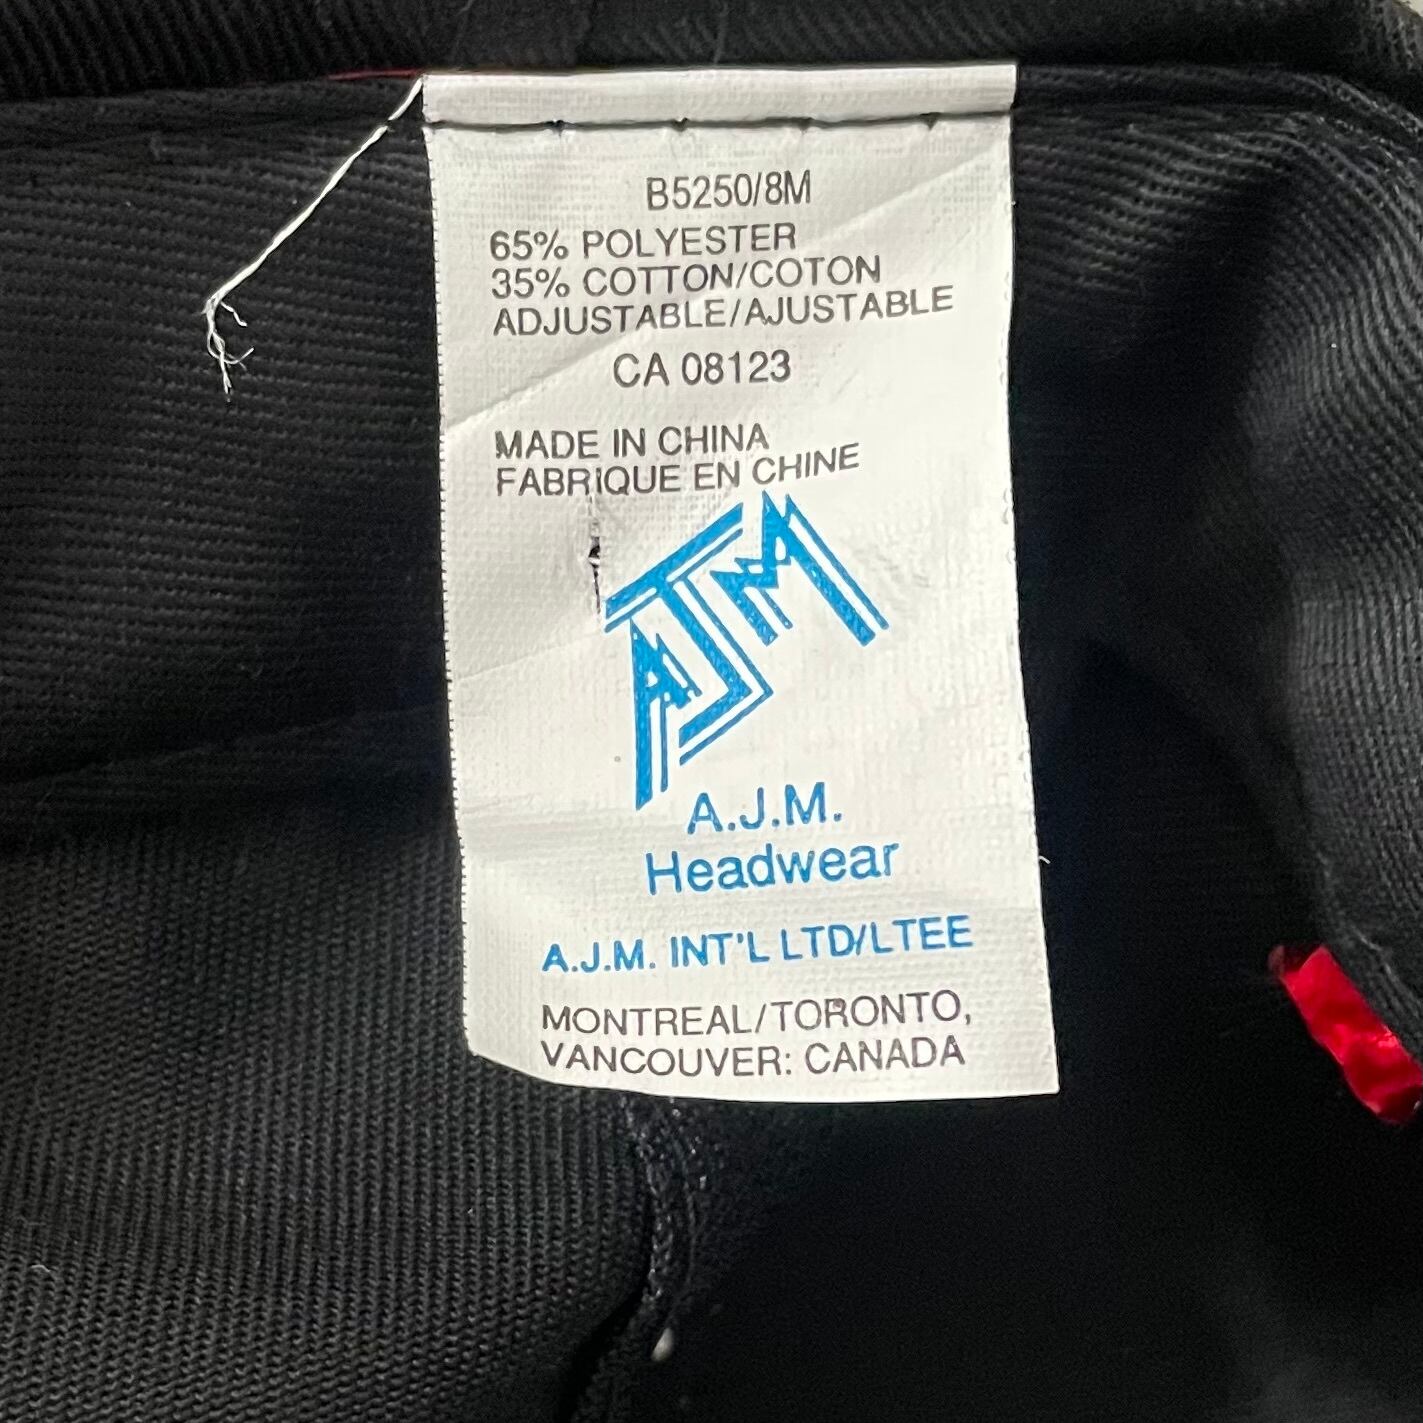 B5250/8M
65% POLYESTER
35% COTTON/COTON
ADJUSTABLE/AJUSTABLE
CA 08123
MADE IN CHINA
FABRIQUE EN CHINE
AJM
A.J.M.
Headwear
A.J.M. INT'L LTD/LTEE
MONTREAL/TORONTO,
VANCOUVER: CANADA